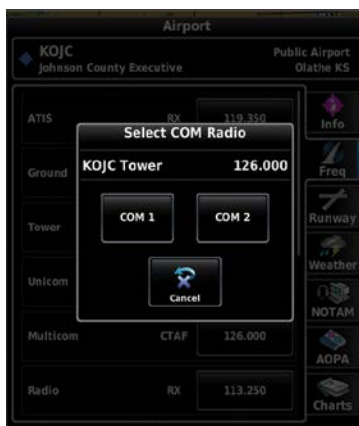 Airport
KOJC Public Airport
Johnson County Executive Olathe KS
ATIS RX 119.350
Info
Select COM Radio
KOJC Tower 126.000
Ground
Freq
COM 1 COM 2
Tower
Runway
Weather
Unicom
Cancel
NOTAM
Multicom CTAF 126.000
AOPA
Radio RX 113.250
Charts